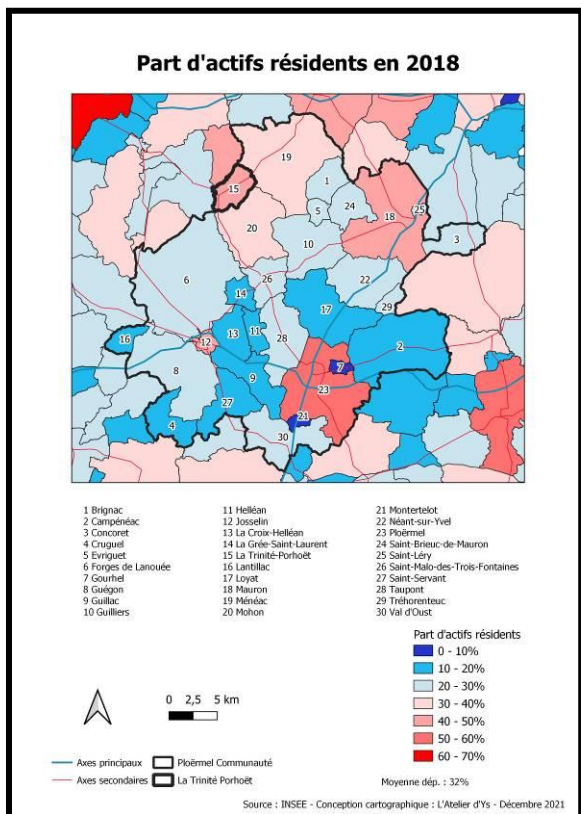 Part d'actifs résidents en 2018
19
1
15
5
24
18
25
20
3
10
6
26
22
14
29
17
16
13
11
28
12
2
7
8
9
23
27
21
4
30
1 Brignac
2 Campénéac
3 Concoret
4 Cruguel
5 Evriguet
6 Forges de Lanouée
7 Gourhel
8 Guégon
9 Guillac
10 Guilliers
11 Helléan
12 Josselin
13 La Croix-Helléan
14 La Grée-Saint-Laurent
15 La Trinité-Porhoët
16 Lantillac
17 Loyat
18 Mauron
19 Ménéac
20 Mohon
21 Montertelot
22 Néant-sur-Yvel
23 Ploërmel
24 Saint-Brieuc-de-Mauron
25 Saint-Léry
26 Saint-Malo-des-Trois-Fontaines
27 Saint-Servant
28 Taupont
29 Tréhorenteuc
30 Val d'Oust
Part d'actifs résidents
0 - 10%
10 - 20%
20 - 30%
30 - 40%
40 - 50%
50 - 60%
60 - 70%
0 2,5 5 km
Axes principaux
Axes secondaires
Ploërmel Communauté
La Trinité Porhoët
Moyenne dép. : 32%
Source : INSEE - Conception cartographique : L'Atelier d'Ys - Décembre 2021